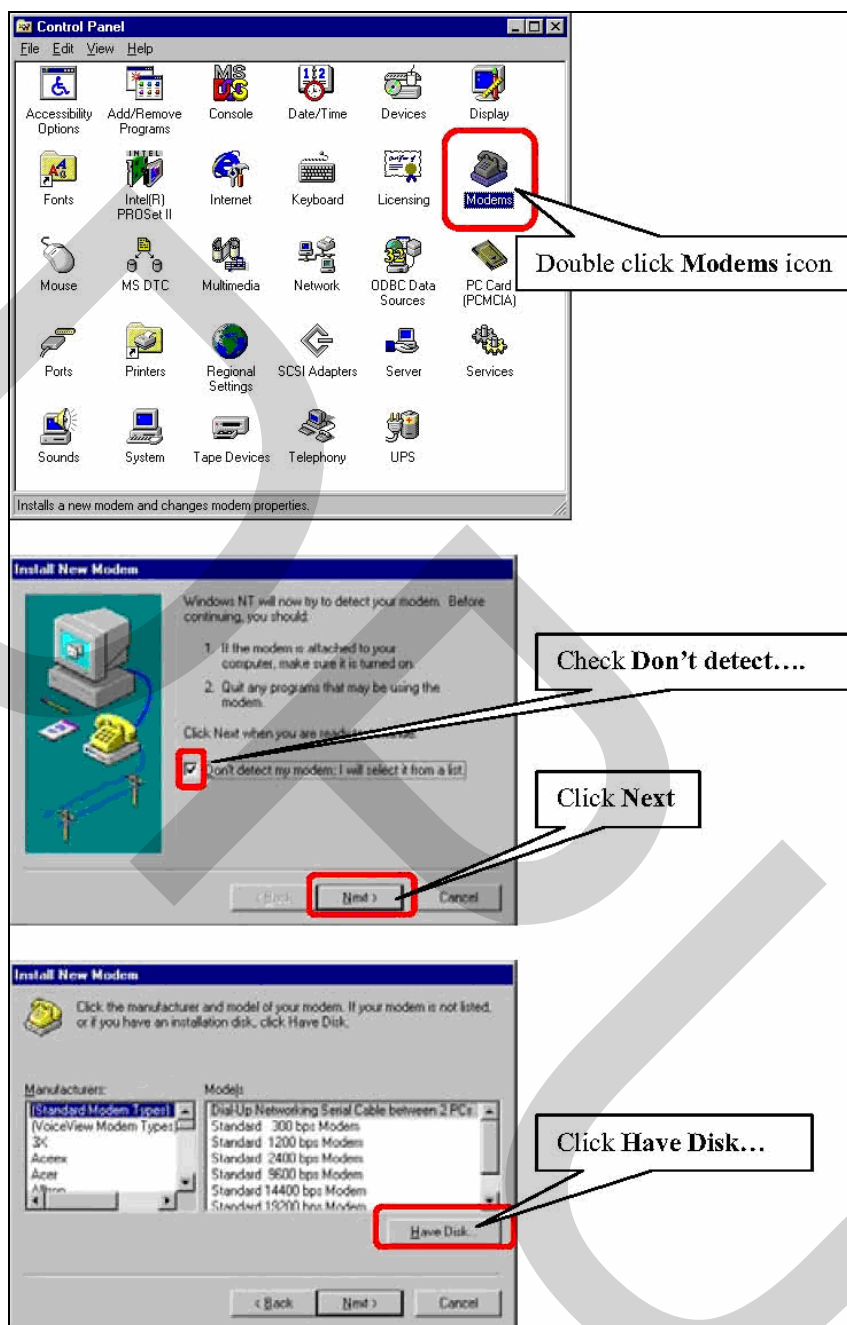 Control Panel
File Edit View Help
Accessibility Options
Add/Remove Programs
Console
Date/Time
Devices
Display
Fonts
Intel(R) PROSet II
Internet
Keyboard
Licensing
Modems
Double click Modems icon
Mouse
MS DTC
Multimedia
Network
ODBC Data Sources
PC Card (PCMCIA)
Ports
Printers
Regional Settings
SCSI Adapters
Server
Services
Sounds
System
Tape Devices
Telephony
UPS
Installs a new modem and changes modem properties.
Install New Modem
Windows NT will now try to detect your modem. Before
continuing, you should:
1. If the modem is attached to your
computer, make sure it is turned on.
2. Quit any programs that may be using the
modem.
Click Next when you are ready to continue.
Don't detect my modem; I will select it from a list.
Check Don't detect….
Click Next
< Back Next > Cancel
Install New Modem
Click the manufacturer and model of your modem. If your modem is not listed,
or if you have an installation disk, click Have Disk.
Manufacturers:
(Standard Modem Types)
(VoiceView Modem Types)
3X
Aceex
Acer
Models:
Dial-Up Networking Serial Cable between 2 PCs
Standard 300 bps Modem
Standard 1200 bps Modem
Standard 2400 bps Modem
Standard 9600 bps Modem
Standard 14400 bps Modem
Standard 19200 bps Modem
Click Have Disk…
Have Disk...
< Back Next > Cancel